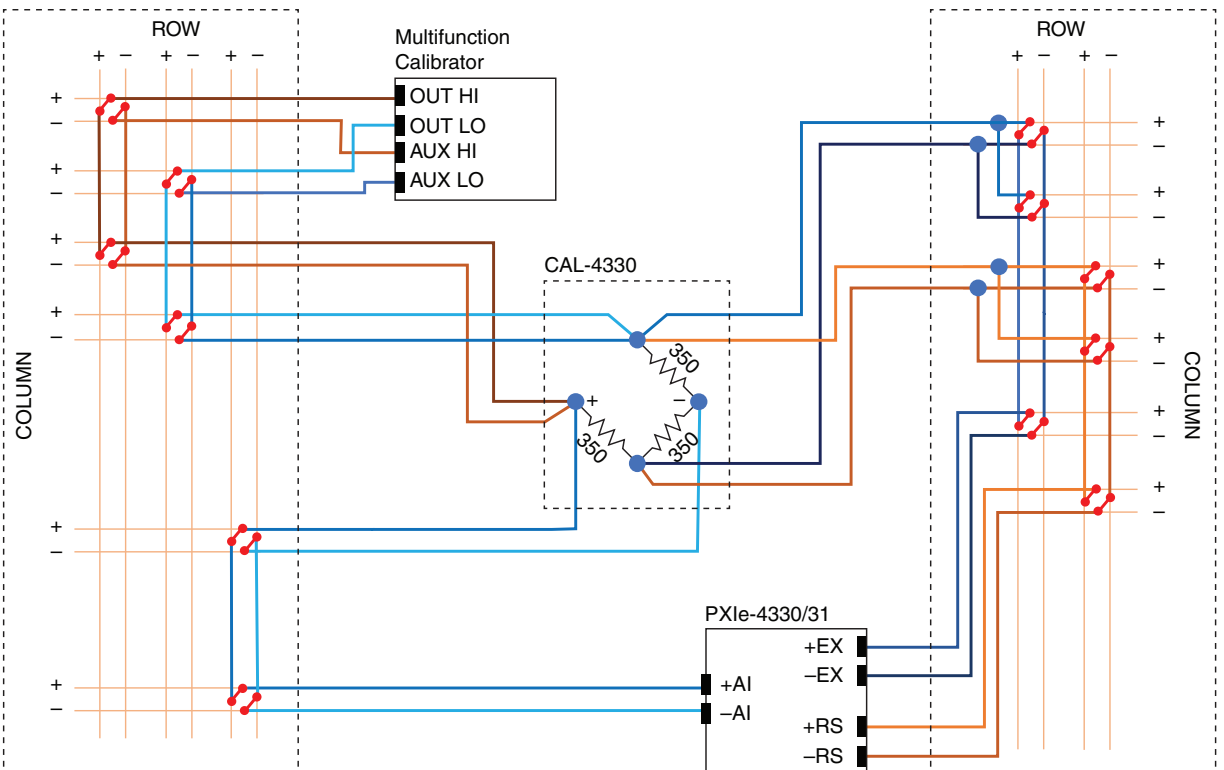 ROW
+ − + − + −
Multifunction
Calibrator
OUT HI
OUT LO
AUX HI
AUX LO
+
−
+
−
+
−
+
−
COLUMN
+
−
+
−
CAL-4330
350
+
−
350
350
PXIe-4330/31
+EX
−EX
+AI
−AI
+RS
−RS
ROW
+ − + −
+
−
+
−
+
−
+
−
COLUMN
+
−
+
−